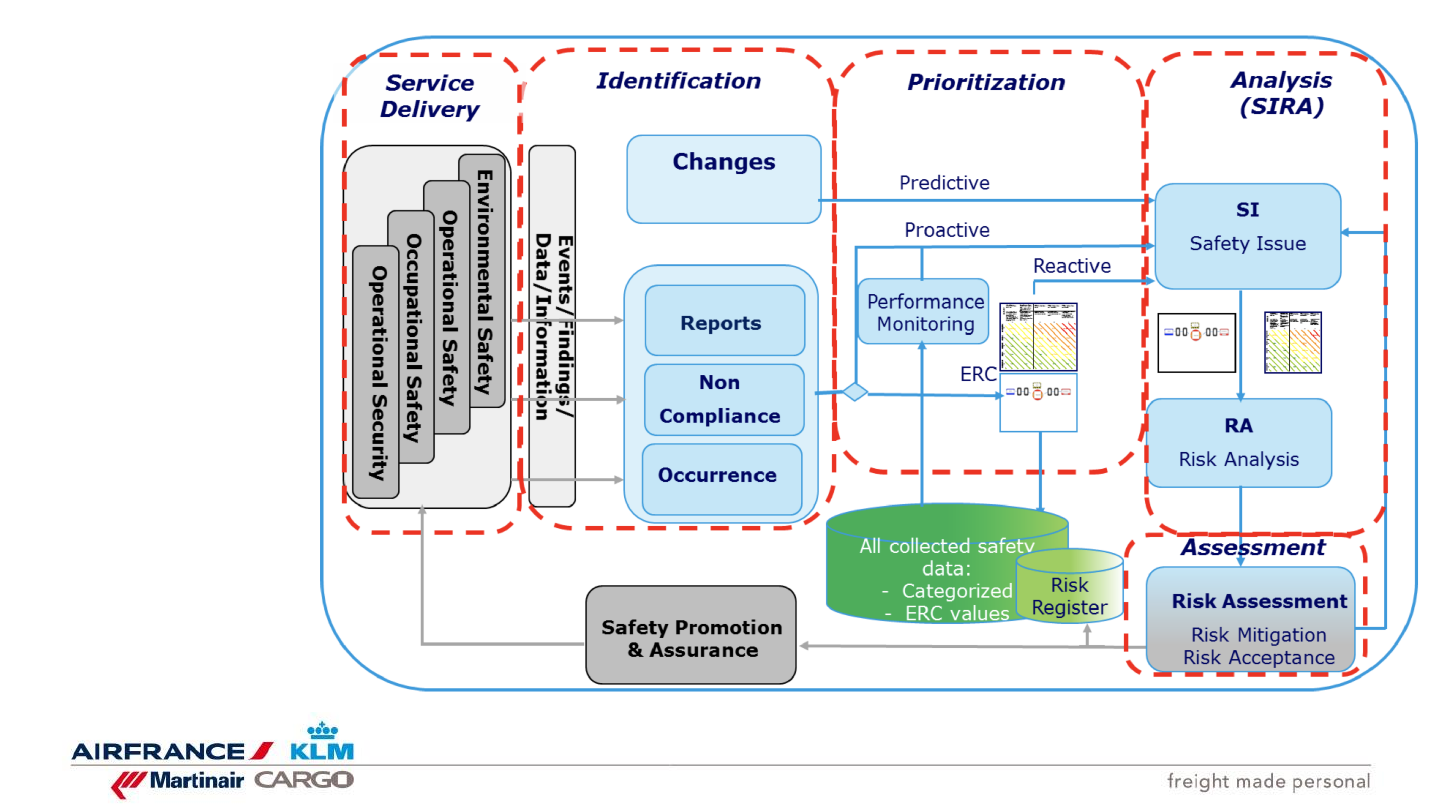 Service
Delivery
Identification
Prioritization
Analysis
(SIRA)
Environmental Safety
Operational Safety
Occupational Safety
Operational Security
Events/Findings/
Data/Information
Changes
Reports
Non
Compliance
Occurrence
Predictive
Proactive
Reactive
Performance
Monitoring
ERC
SI
Safety Issue
RA
Risk Analysis
All collected safety
data:
- Categorized
- ERC values
Risk
Register
Assessment
Risk Assessment
Risk Mitigation
Risk Acceptance
Safety Promotion
& Assurance
AIRFRANCE KLM
Martinair CARGO
freight made personal